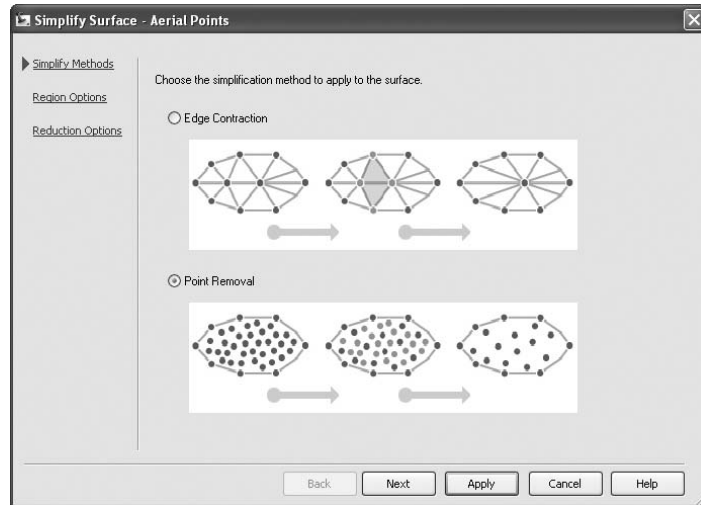 Simplify Surface - Aerial Points
Simplify Methods
Region Options
Reduction Options
Choose the simplification method to apply to the surface.
Edge Contraction
Point Removal
Back
Next
Apply
Cancel
Help